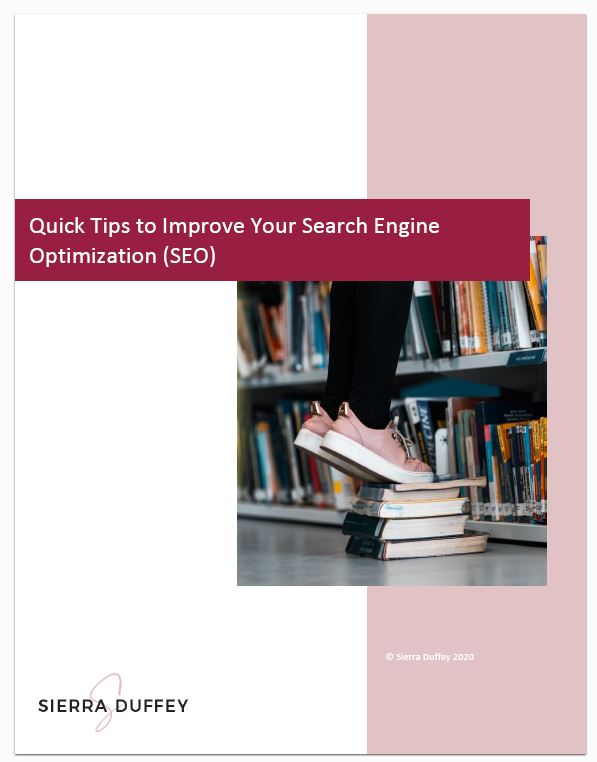 Quick Tips to Improve Your Search Engine
Optimization (SEO)
© Sierra Duffey 2020
SIERRA DUFFEY